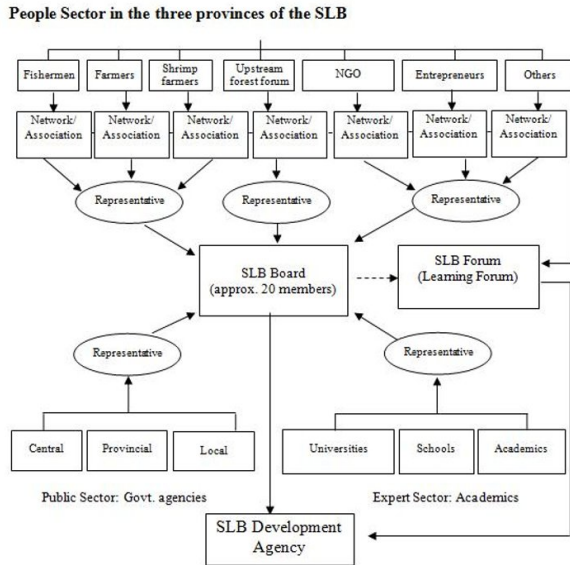 People Sector in the three provinces of the SLB
Fishermen
Farmers
Shrimp
farmers
Upstream
forest forum
NGO
Entrepreneurs
Others
Network/
Association
Network/
Association
Network/
Association
Network/
Association
Network/
Association
Network/
Association
Network/
Association
Representative
Representative
Representative
SLB Board
(approx. 20 members)
SLB Forum
(Learning Forum)
Representative
Representative
Central
Provincial
Local
Universities
Schools
Academics
Public Sector: Govt. agencies
Expert Sector: Academics
SLB Development
Agency